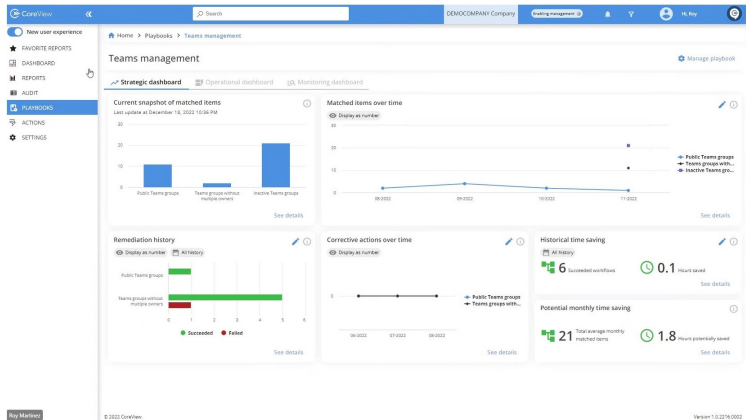 CoreView
Search
DEMOCOMPANY Company
Enabling management
Hi, Roy
New user experience
FAVORITE REPORTS
DASHBOARD
REPORTS
AUDIT
PLAYBOOKS
ACTIONS
SETTINGS
Home > Playbooks > Teams management
Teams management
Manage playbook
Strategic dashboard
Operational dashboard
Monitoring dashboard
Current snapshot of matched items
Last update at December 18, 2022 10:36 PM
30
20
10
0
Public Teams groups
Teams groups without
multiple owners
Inactive Teams groups
See details
Matched items over time
Display as number
30
20
10
0
08/2022
09/2022
10/2022
11/2022
Public Teams groups
Teams groups with...
Inactive Teams gro...
See details
Remediation history
Display as number
All history
Public Teams groups
Teams groups without
multiple owners
0 1 2 3 4 5 6
Succeeded
Failed
See details
Corrective actions over time
Display as number
0
06/2022
07/2022
08/2022
Public Teams groups
Teams groups with...
See details
Historical time saving
All history
6 Succeeded workflows
0.1 Hours saved
See details
Potential monthly time saving
21 Total average monthly
matched items
1.8 Hours potentially saved
See details
Roy Martinez
© 2022 CoreView
Version 1.0.2216.0002